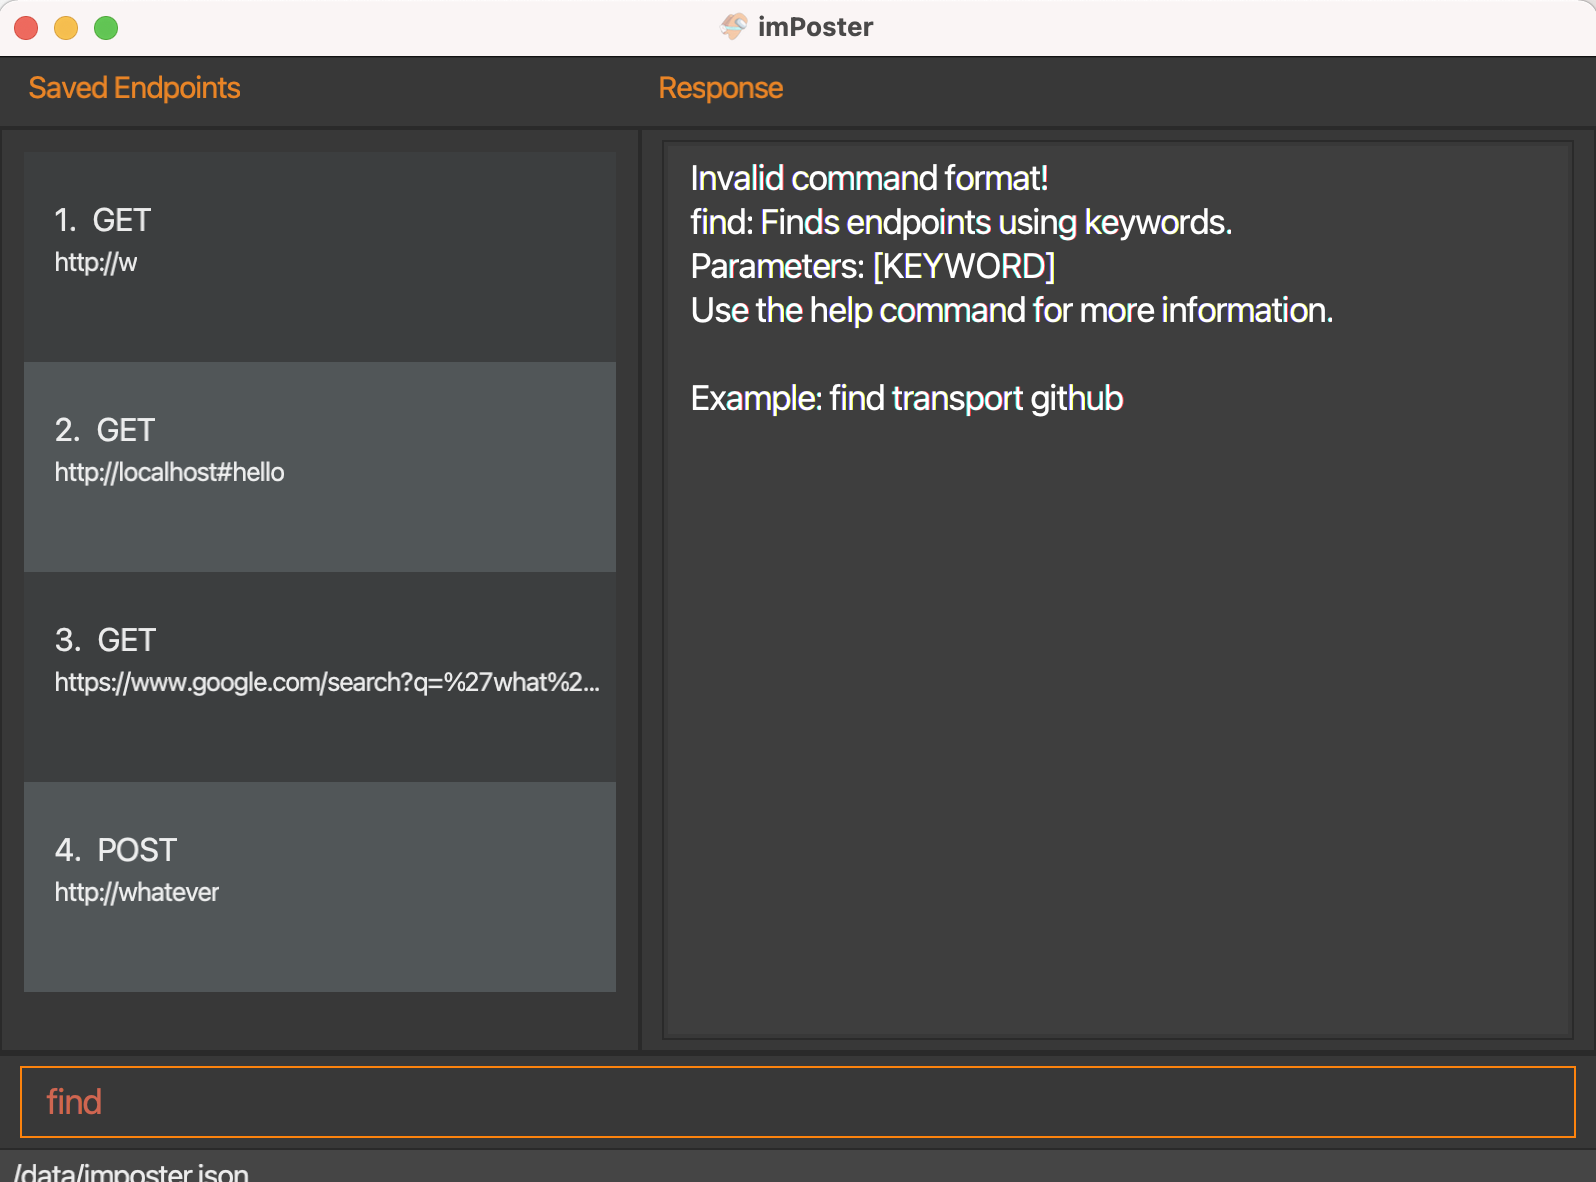 imPoster
Saved Endpoints
Response
1. GET
http://w
2. GET
http://localhost#hello
3. GET
https://www.google.com/search?q=%27what%2...
4. POST
http://whatever
Invalid command format!
find: Finds endpoints using keywords.
Parameters: [KEYWORD]
Use the help command for more information.
Example: find transport github
find
/data/imposter.json